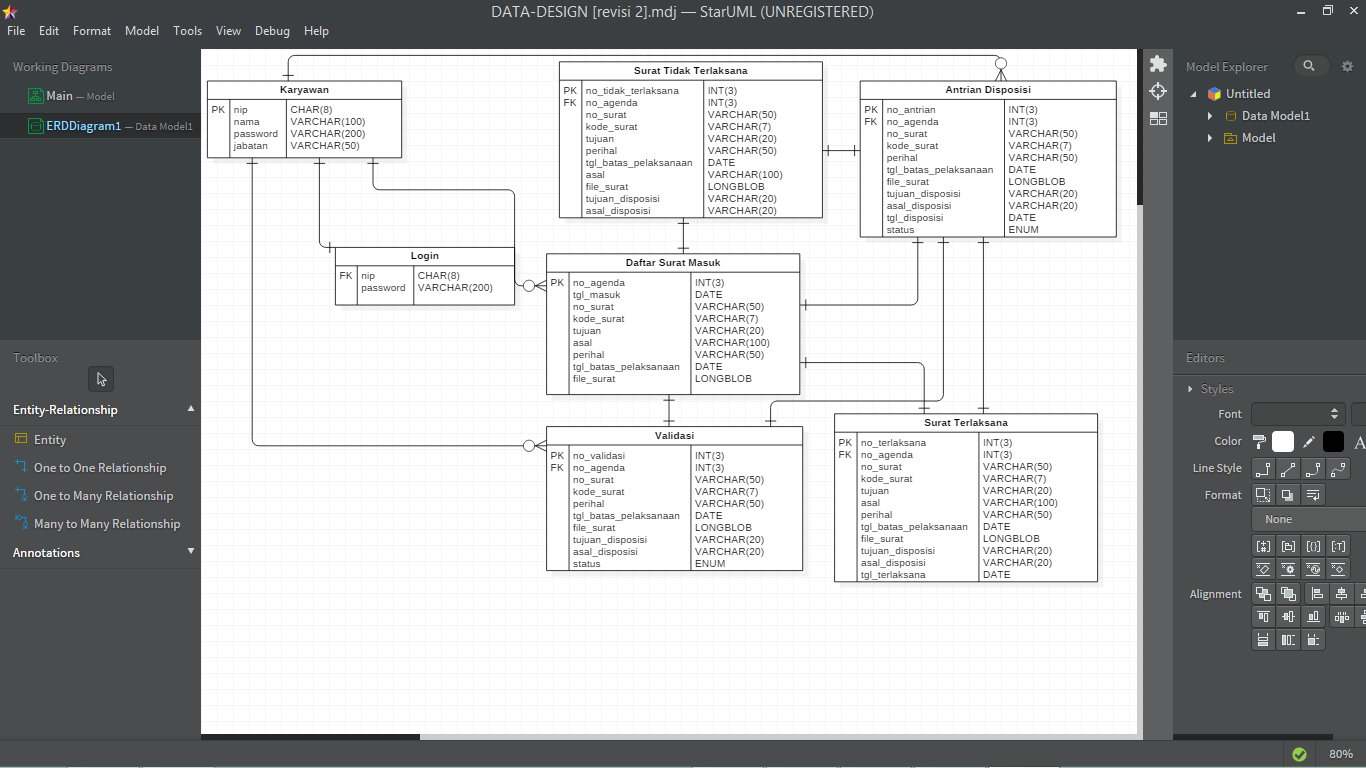 DATA-DESIGN [revisi 2].mdj — StarUML (UNREGISTERED)
File Edit Format Model Tools View Debug Help
Working Diagrams
Main — Model
ERDDiagram1 — Data Model1
Toolbox
Entity-Relationship
Entity
One to One Relationship
One to Many Relationship
Many to Many Relationship
Annotations
Karyawan
PK nip CHAR(8)
nama VARCHAR(100)
password VARCHAR(200)
jabatan VARCHAR(50)
Login
FK nip CHAR(8)
password VARCHAR(200)
Surat Tidak Terlaksana
PK no_tidak_terlaksana INT(3)
FK no_agenda INT(3)
no_surat VARCHAR(50)
kode_surat VARCHAR(7)
tujuan VARCHAR(20)
perihal VARCHAR(50)
tgl_batas_pelaksanaan DATE
asal VARCHAR(100)
file_surat LONGBLOB
tujuan_disposisi VARCHAR(20)
asal_disposisi VARCHAR(20)
Antrian Disposisi
PK no_antrian INT(3)
FK no_agenda INT(3)
no_surat VARCHAR(50)
kode_surat VARCHAR(7)
perihal VARCHAR(50)
tgl_batas_pelaksanaan DATE
file_surat LONGBLOB
tujuan_disposisi VARCHAR(20)
asal_disposisi VARCHAR(20)
tgl_disposisi DATE
status ENUM
Daftar Surat Masuk
PK no_agenda INT(3)
tgl_masuk DATE
no_surat VARCHAR(50)
kode_surat VARCHAR(7)
tujuan VARCHAR(20)
asal VARCHAR(100)
perihal VARCHAR(50)
tgl_batas_pelaksanaan DATE
file_surat LONGBLOB
Validasi
PK no_validasi INT(3)
FK no_agenda INT(3)
no_surat VARCHAR(50)
kode_surat VARCHAR(7)
perihal VARCHAR(50)
tgl_batas_pelaksanaan DATE
file_surat LONGBLOB
tujuan_disposisi VARCHAR(20)
asal_disposisi VARCHAR(20)
status ENUM
Surat Terlaksana
PK no_terlaksana INT(3)
FK no_agenda INT(3)
no_surat VARCHAR(50)
kode_surat VARCHAR(7)
tujuan VARCHAR(20)
asal VARCHAR(100)
perihal VARCHAR(50)
tgl_batas_pelaksanaan DATE
file_surat LONGBLOB
tujuan_disposisi VARCHAR(20)
asal_disposisi VARCHAR(20)
tgl_terlaksana DATE
Model Explorer
Untitled
Data Model1
Model
Editors
Styles
Font
Color
A
Line Style
Format
None
Alignment
80%